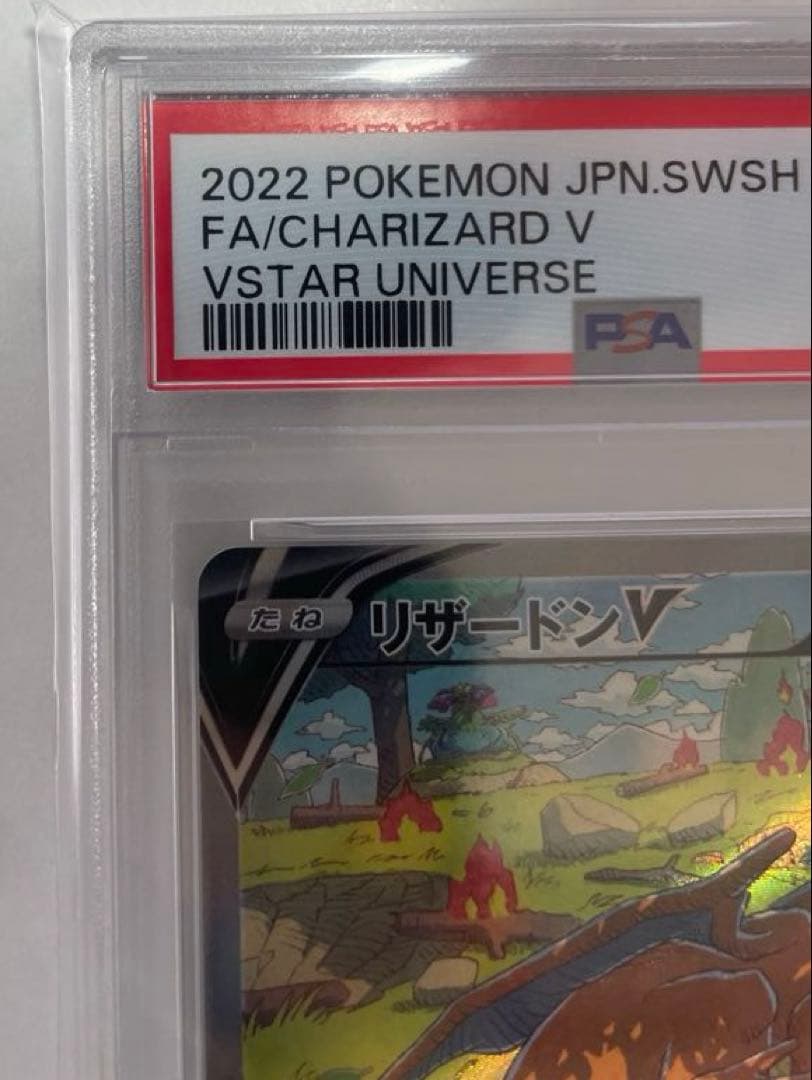 2022 POKEMON JPN.SWSH
FA/CHARIZARD V
VSTAR UNIVERSE
PSA
たね リザードンV